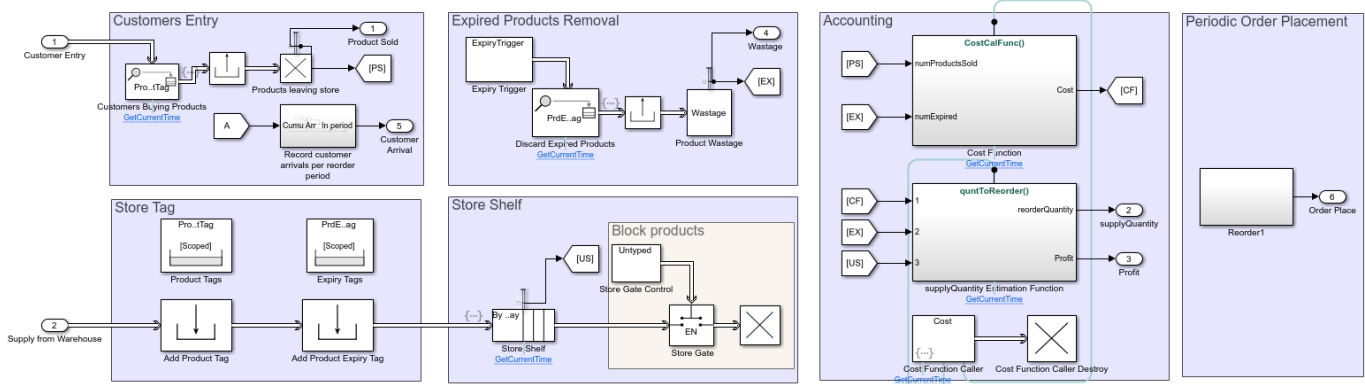 Customers Entry
1
Customer Entry
Pro..tTag
{...}
Customers Buying Products
GetCurrentTime
Products leaving store
1
Product Sold
[PS]
A
Cumu Arr
In period
Record customer
arrivals per reorder
period
5
Customer
Arrival
Expired Products Removal
ExpiryTrigger
Expiry Trigger
PrdE..ag
{...}
Discard Expired Products
GetCurrentTime
Wastage
Product Wastage
4
Wastage
[EX]
Accounting
[PS]
[EX]
CostCalFunc()
numProductsSold
numExpired
Cost
Cost Function
GetCurrentTime
[CF]
[CF]
[EX]
[US]
quntToReorder()
1
2
3
reorderQuantity
Profit
supplyQuantity Estimation Function
GetCurrentTime
2
supplyQuantity
3
Profit
Cost
{...}
Cost Function Caller
GetCurrentTime
Cost Function Caller Destroy
Periodic Order Placement
Reorder1
6
Order Place
Store Tag
Pro..tTag
[Scoped]
Product Tags
PrdE..ag
[Scoped]
Expiry Tags
2
Supply from Warehouse
Add Product Tag
Add Product Expiry Tag
Store Shelf
{...}
By ..ay
Store Shelf
GetCurrentTime
[US]
Block products
Untyped
Store Gate Control
EN
Store Gate